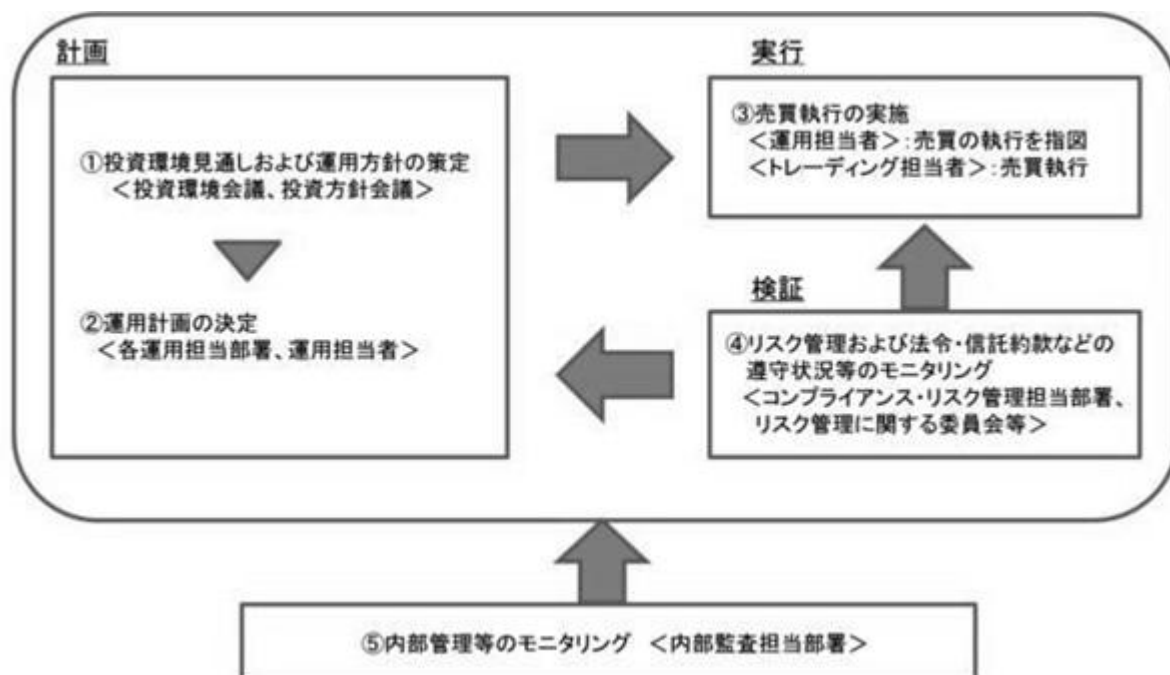 計画
①投資環境見通しおよび運用方針の策定
＜投資環境会議、投資方針会議＞
②運用計画の決定
＜各運用担当部署、運用担当者＞
実行
③売買執行の実施
＜運用担当者＞:売買の執行を指図
＜トレーディング担当者＞:売買執行
検証
④リスク管理および法令・信託約款などの
遵守状況等のモニタリング
＜コンプライアンス・リスク管理担当部署、
リスク管理に関する委員会等＞
⑤内部管理等のモニタリング ＜内部監査担当部署＞